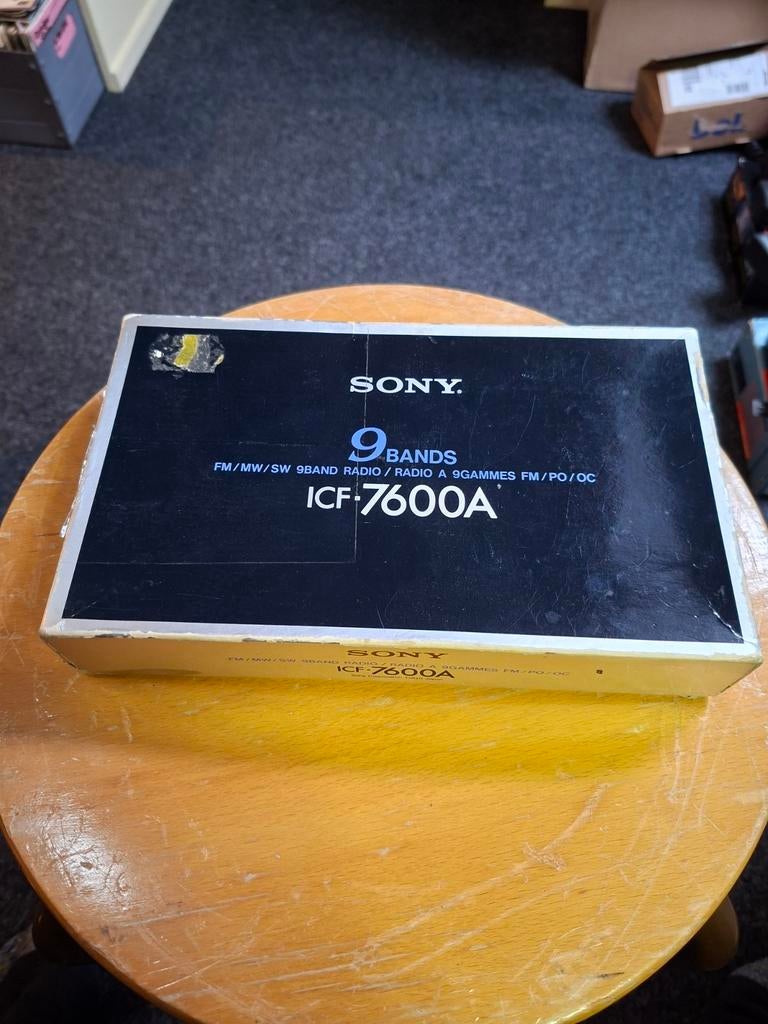 SONY.
9 BANDS
FM/MW/SW 9BAND RADIO / RADIO A 9GAMMES FM/PO/OC
ICF-7600A
SONY
FM/MW/SW 9BAND RADIO / RADIO A 9GAMMES FM/PO/OC
ICF-7600A